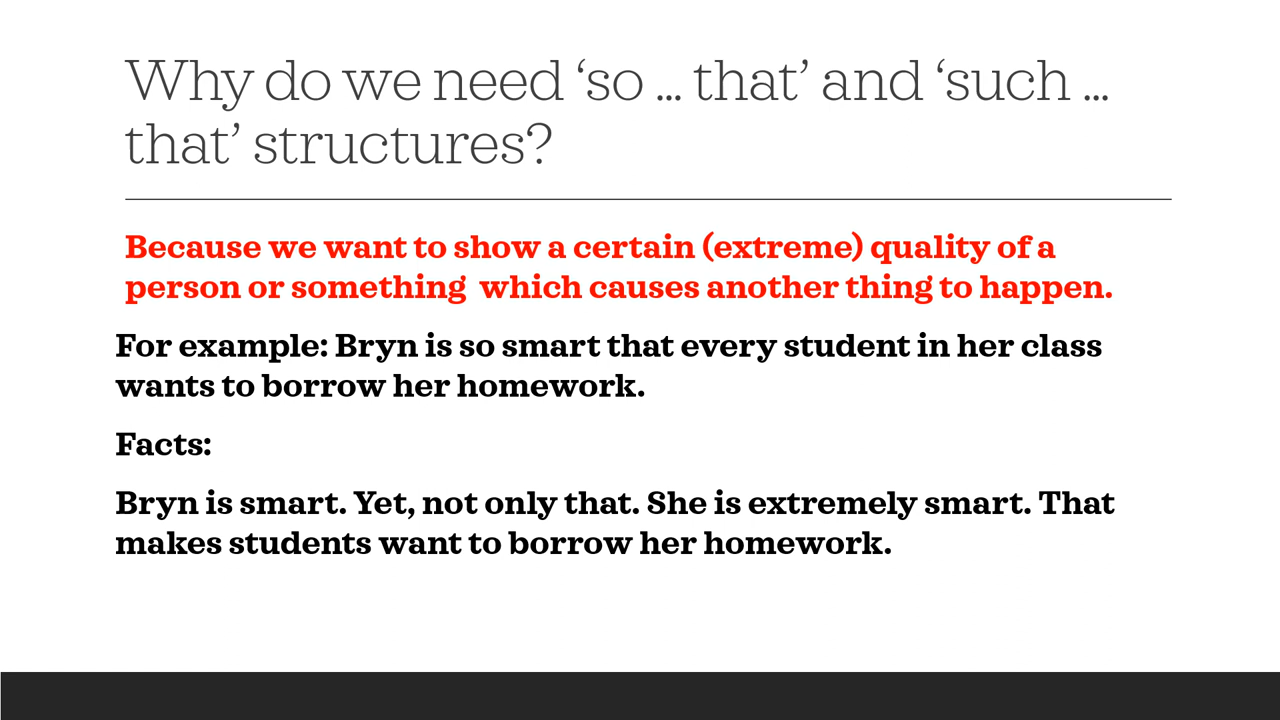 Why do we need ‘so … that’ and ‘such …
that’ structures?
Because we want to show a certain (extreme) quality of a
person or something  which causes another thing to happen.
For example: Bryn is so smart that every student in her class
wants to borrow her homework.
Facts:
Bryn is smart. Yet, not only that. She is extremely smart. That
makes students want to borrow her homework.